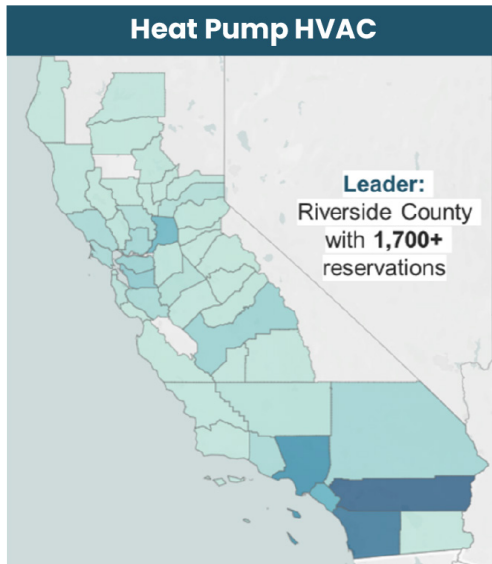 Heat Pump HVAC
Leader:
Riverside County
with 1,700+
reservations